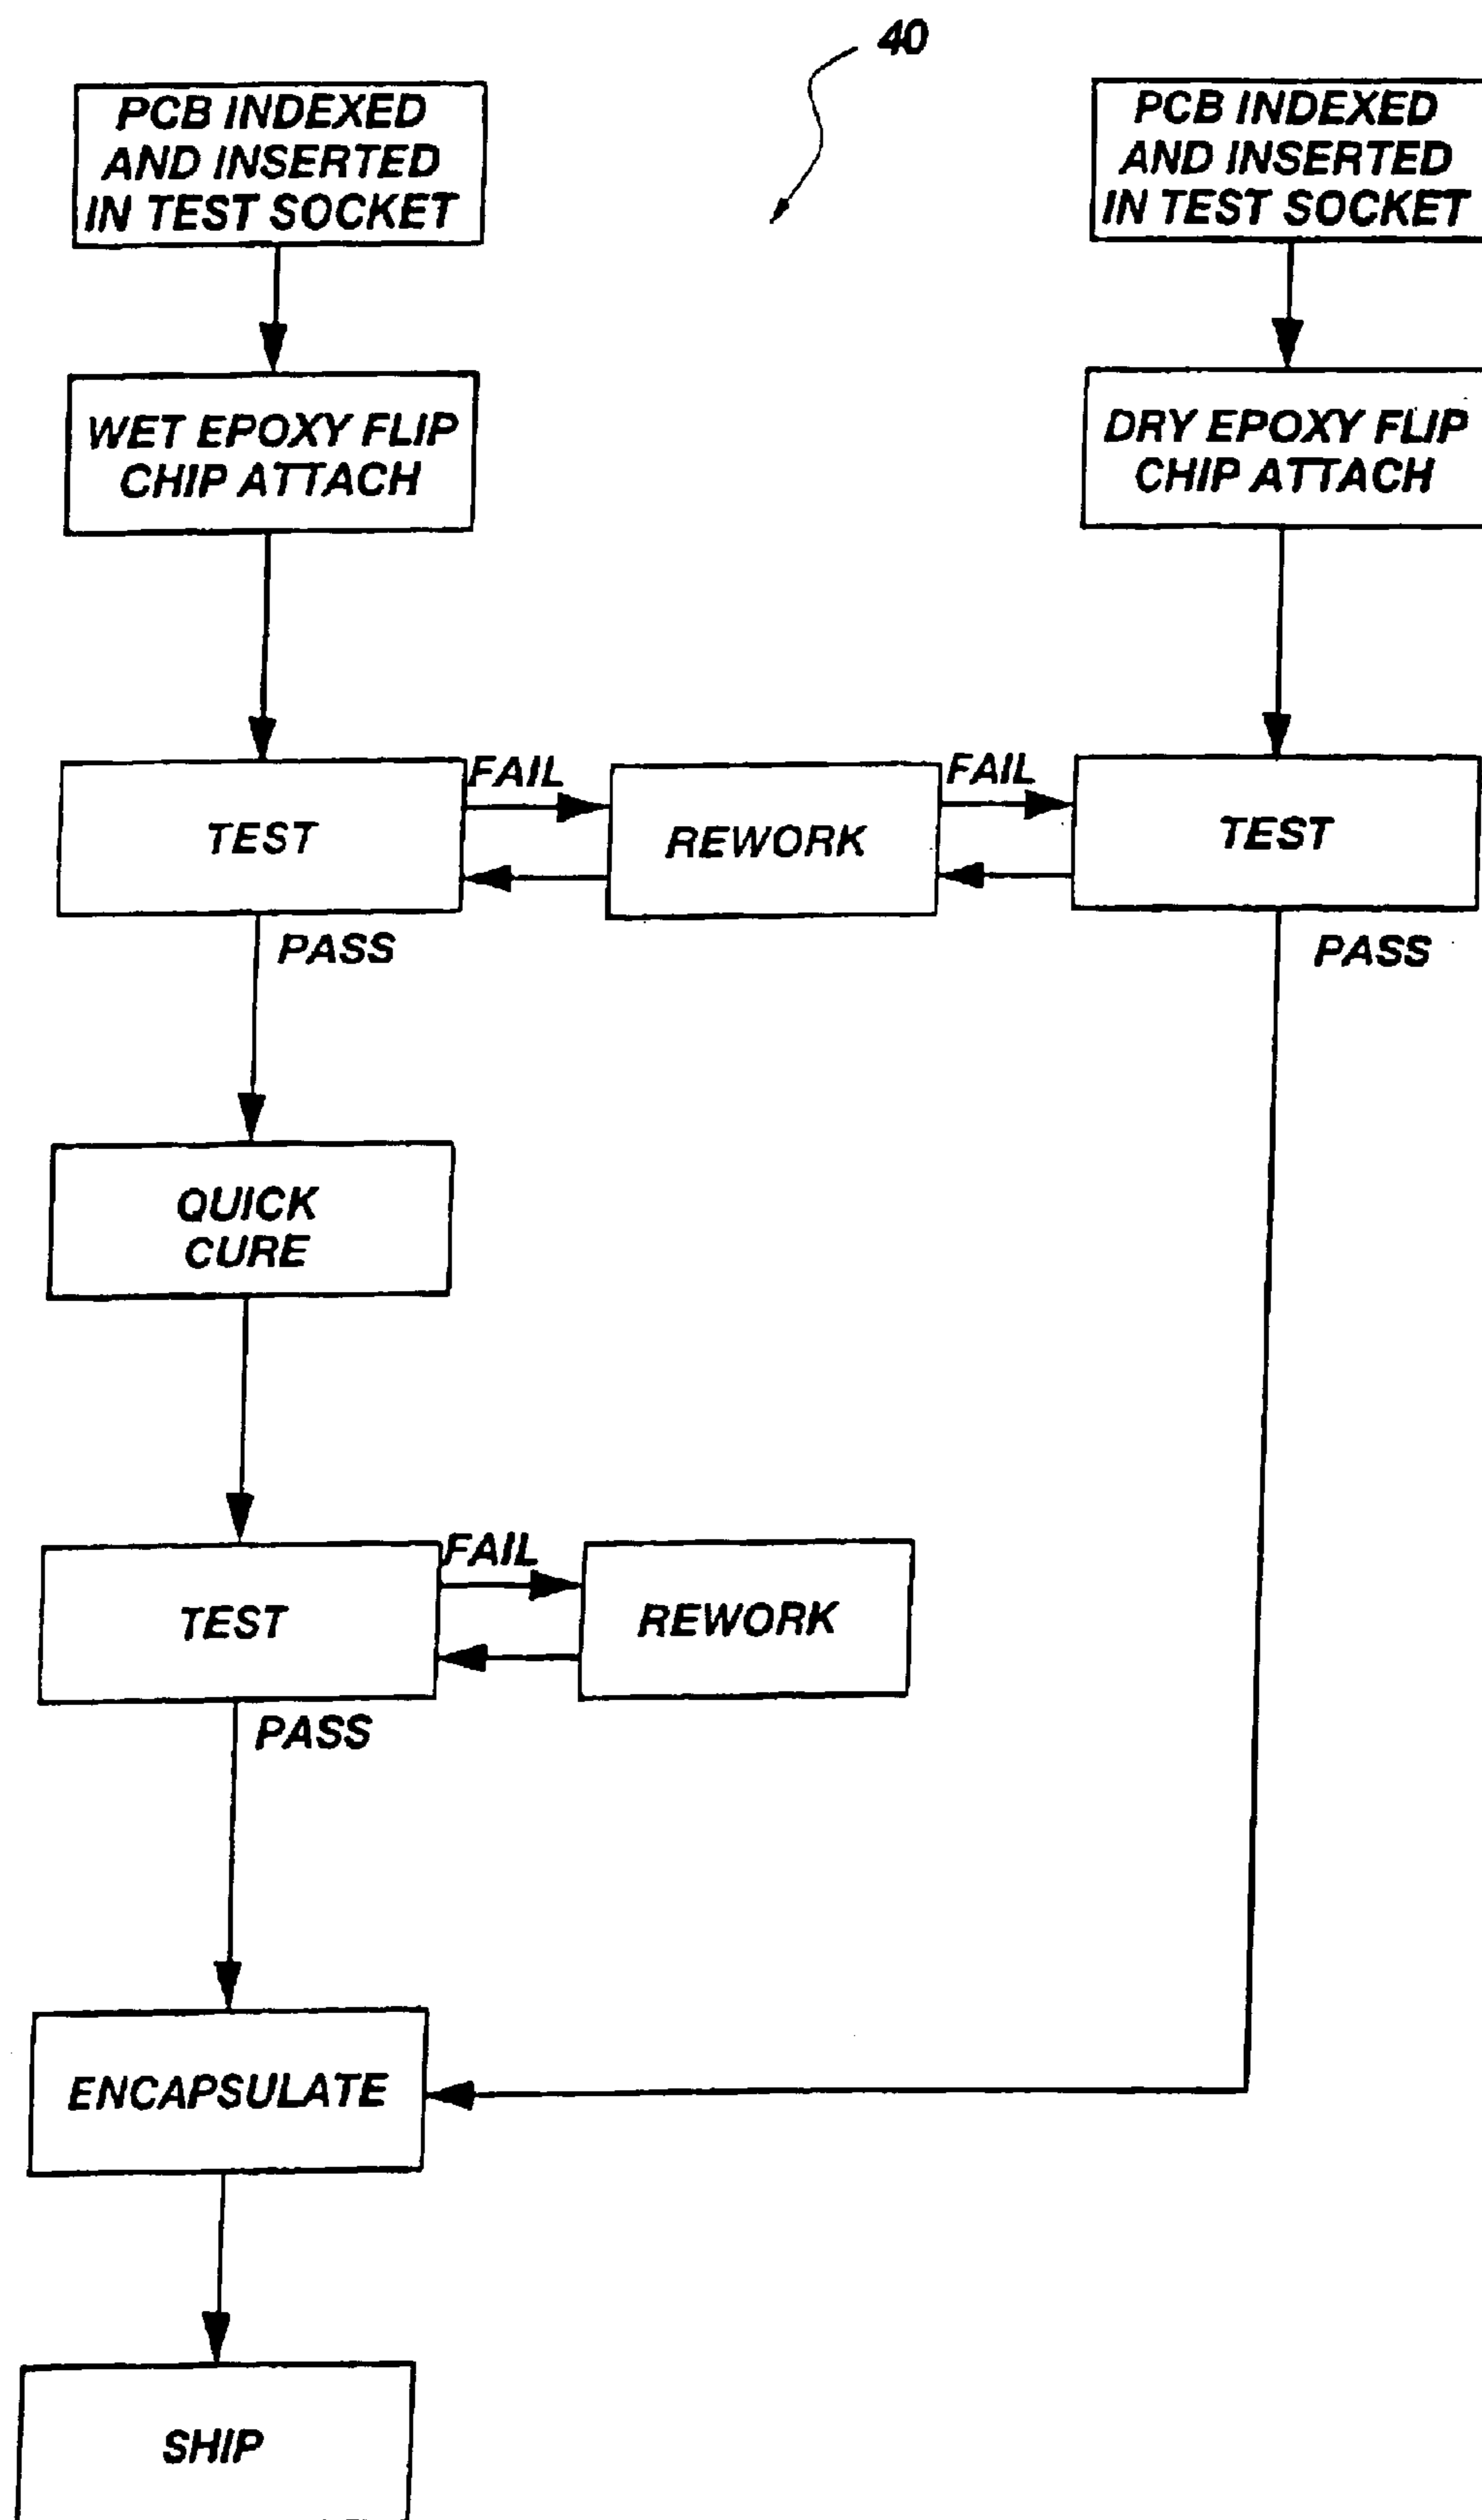 40
PCB INDEXED
AND INSERTED
IN TEST SOCKET
PCB INDEXED
AND INSERTED
IN TEST SOCKET
WET EPOXY FLIP
CHIP ATTACH
DRY EPOXY FLIP
CHIP ATTACH
FAIL
FAIL
TEST
REWORK
TEST
PASS
PASS
QUICK
CURE
FAIL
TEST
REWORK
PASS
ENCAPSULATE
SHIP